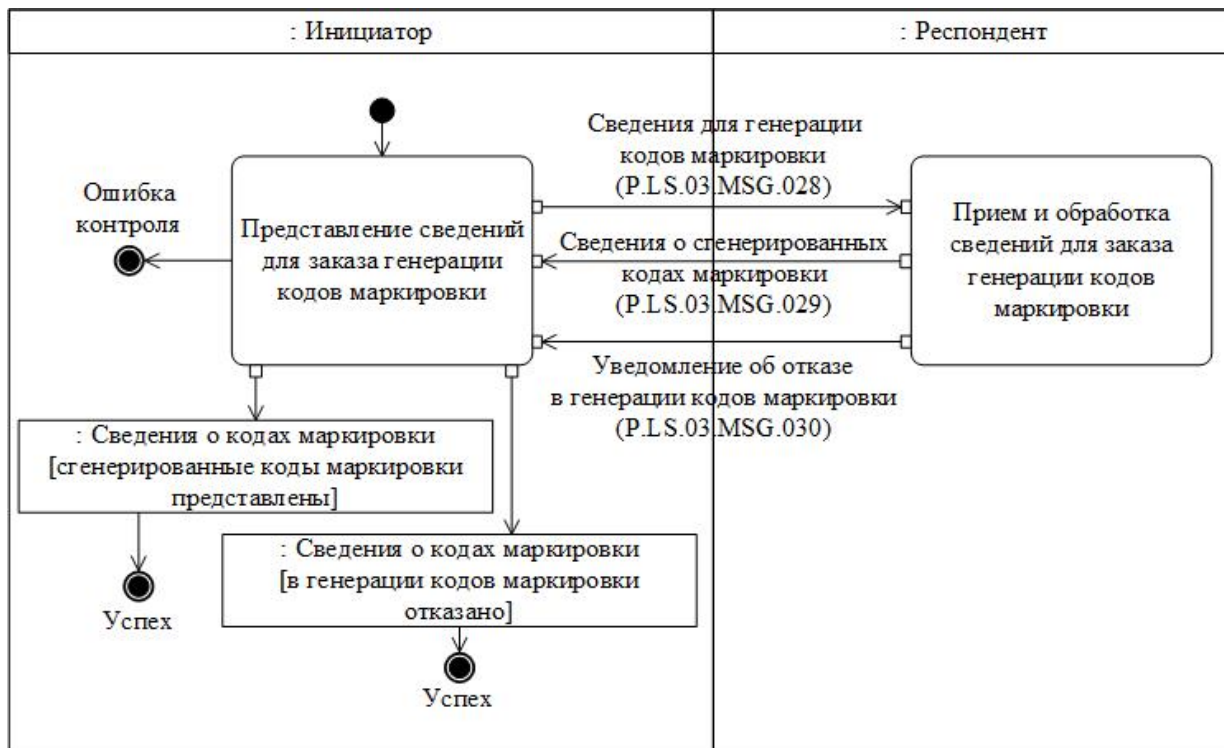 : Инициатор
: Респондент
Сведения для генерации
кодов маркировки
(P.LS.03.MSG.028)
Ошибка
контроля
Представление сведений
для заказа генерации
кодов маркировки
Сведения о сгенерированных
кодах маркировки
(P.LS.03.MSG.029)
Прием и обработка
сведений для заказа
генерации кодов
маркировки
Уведомление об отказе
в генерации кодов маркировки
(P.LS.03.MSG.030)
: Сведения о кодах маркировки
[сгенерированные коды маркировки
представлены]
Успех
: Сведения о кодах маркировки
[в генерации кодов маркировки
отказано]
Успех